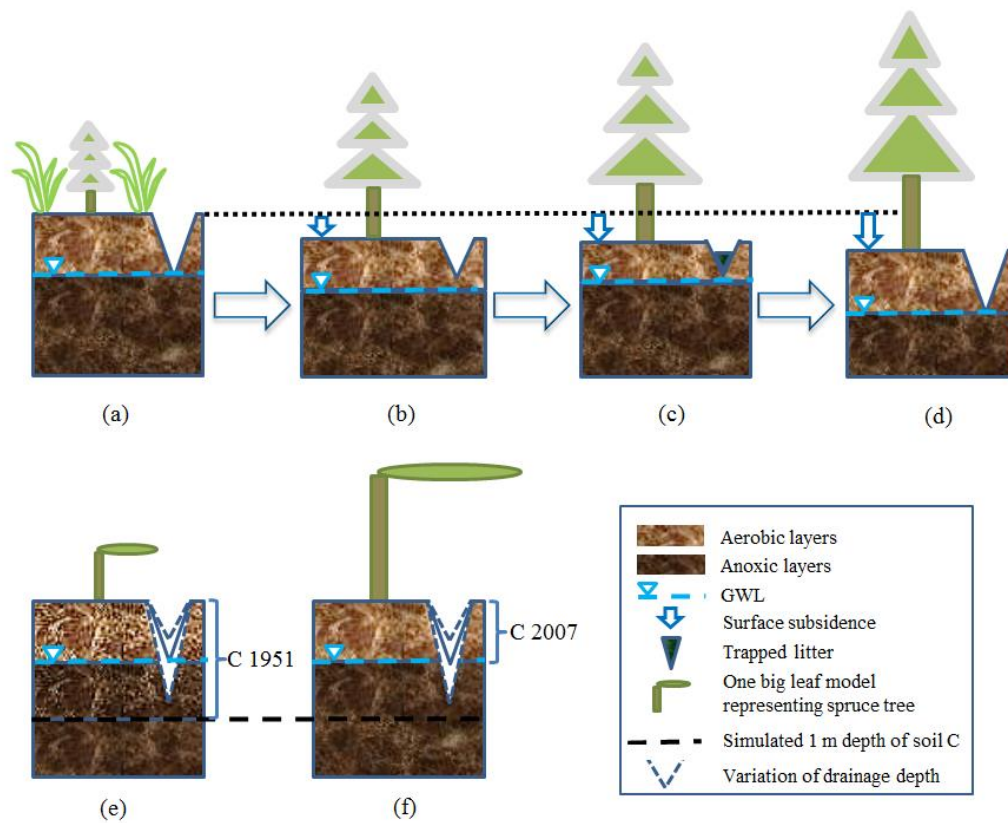 (a)
(b)
(c)
(d)
C 1951
C 2007
(e)
(f)
Aerobic layers
Anoxic layers
GWL
Surface subsidence
Trapped litter
One big leaf model
representing spruce tree
Simulated 1 m depth of soil C
Variation of drainage depth